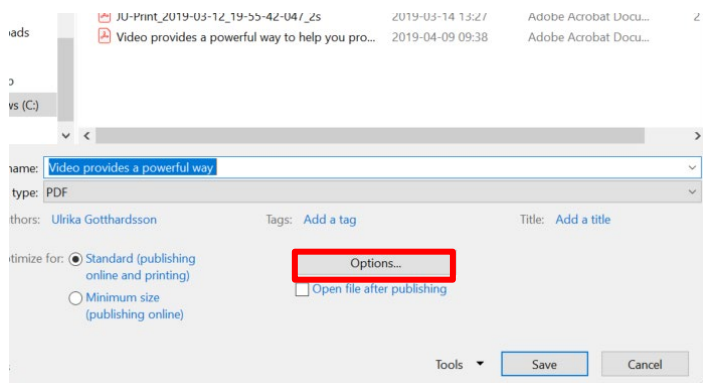 JU-Print_2019-03-12_19-55-42-047_2s 2019-03-14 13:27 Adobe Acrobat Docu... 2
oads Video provides a powerful way to help you pro... 2019-04-09 09:38 Adobe Acrobat Docu...
ws (C:)
name: Video provides a powerful way
type: PDF
thors: Ulrika Gotthardsson Tags: Add a tag Title: Add a title
timize for: Standard (publishing
online and printing)
Minimum size
(publishing online)
Options...
Open file after publishing
Tools Save Cancel